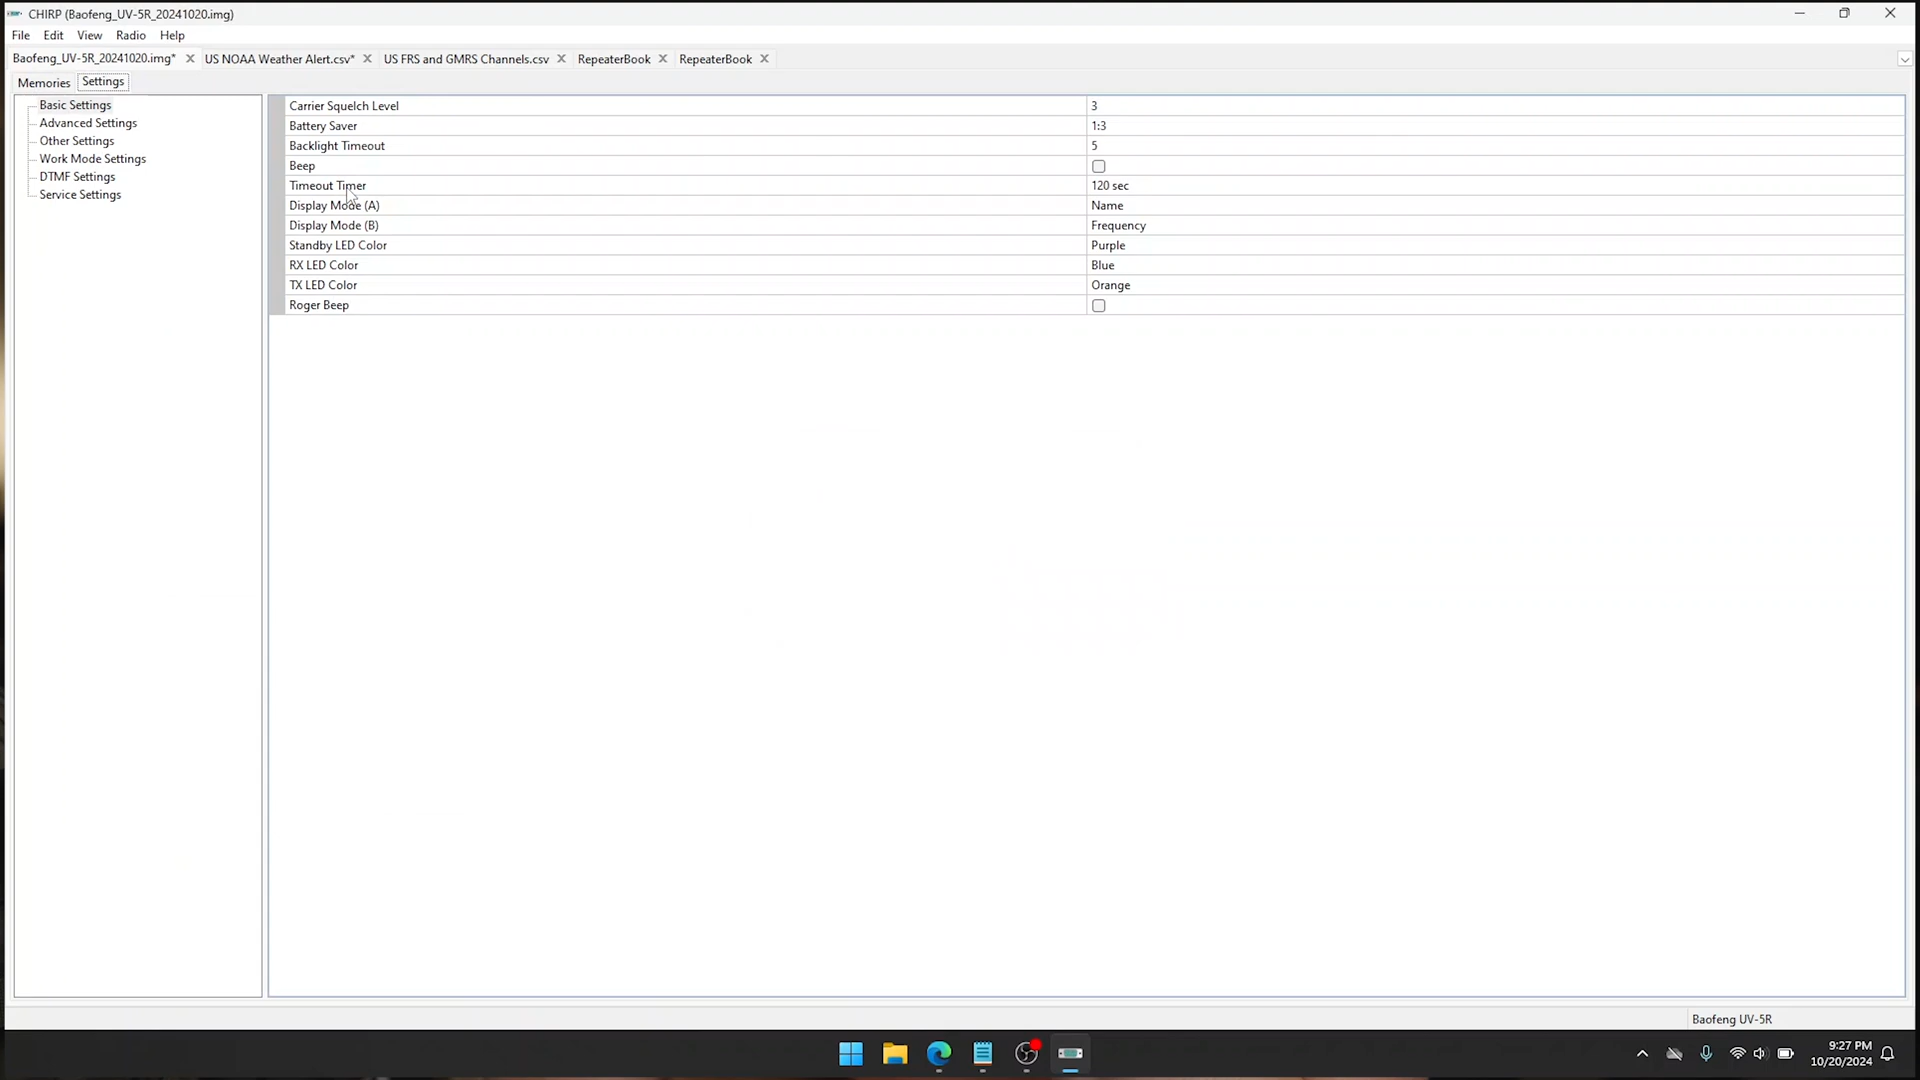 CHIRP (Baofeng_UV-5R_20241020.img)
File Edit View Radio Help
Baofeng_UV-5R_20241020.img* US NOAA Weather Alert.csv* US FRS and GMRS Channels.csv RepeaterBook RepeaterBook
Memories Settings
Basic Settings
Advanced Settings
Other Settings
Work Mode Settings
DTMF Settings
Service Settings
Carrier Squelch Level 3
Battery Saver 1:3
Backlight Timeout 5
Beep
Timeout Timer 120 sec
Display Mode (A) Name
Display Mode (B) Frequency
Standby LED Color Purple
RX LED Color Blue
TX LED Color Orange
Roger Beep
Baofeng UV-5R
9:27 PM
10/20/2024